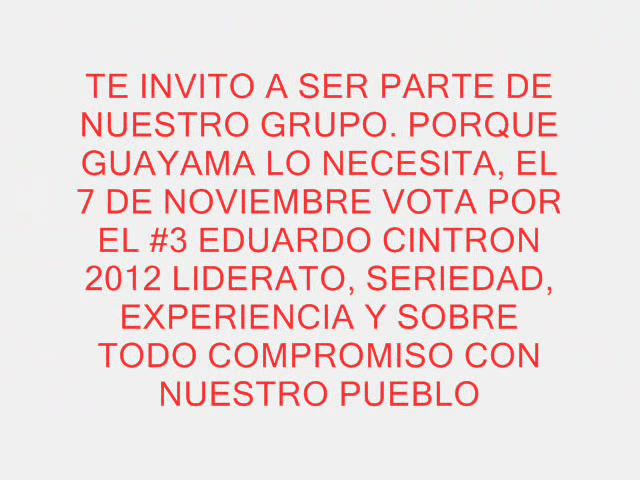 TE INVITO A SER PARTE DE
NUESTRO GRUPO. PORQUE
GUAYAMA LO NECESITA, EL
7 DE NOVIEMBRE VOTA POR
EL #3 EDUARDO CINTRON
2012 LIDERATO, SERIEDAD,
EXPERIENCIA Y SOBRE
TODO COMPROMISO CON
NUESTRO PUEBLO